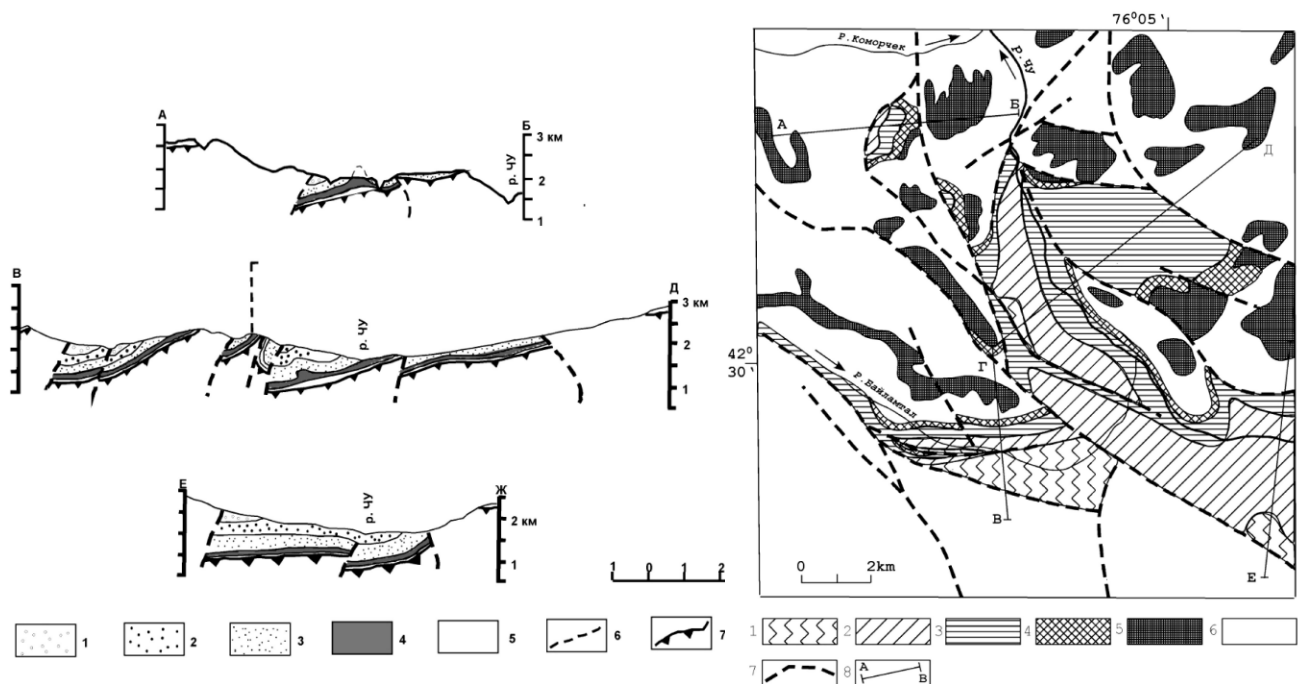 А
Б
3 км
2
1
р. ЧУ
В
Д
3 км
2
1
р. ЧУ
Е
Ж
2 км
1
р. ЧУ
1 0 1 2
1 2 3 4 5 6 7
76°05'
Р.Коморчек
р.Чу
А
Б
Д
42°
30'
Г
Р.Байламтал
В
Е
0 2km
1 2 3 4 5 6
7 8 А В